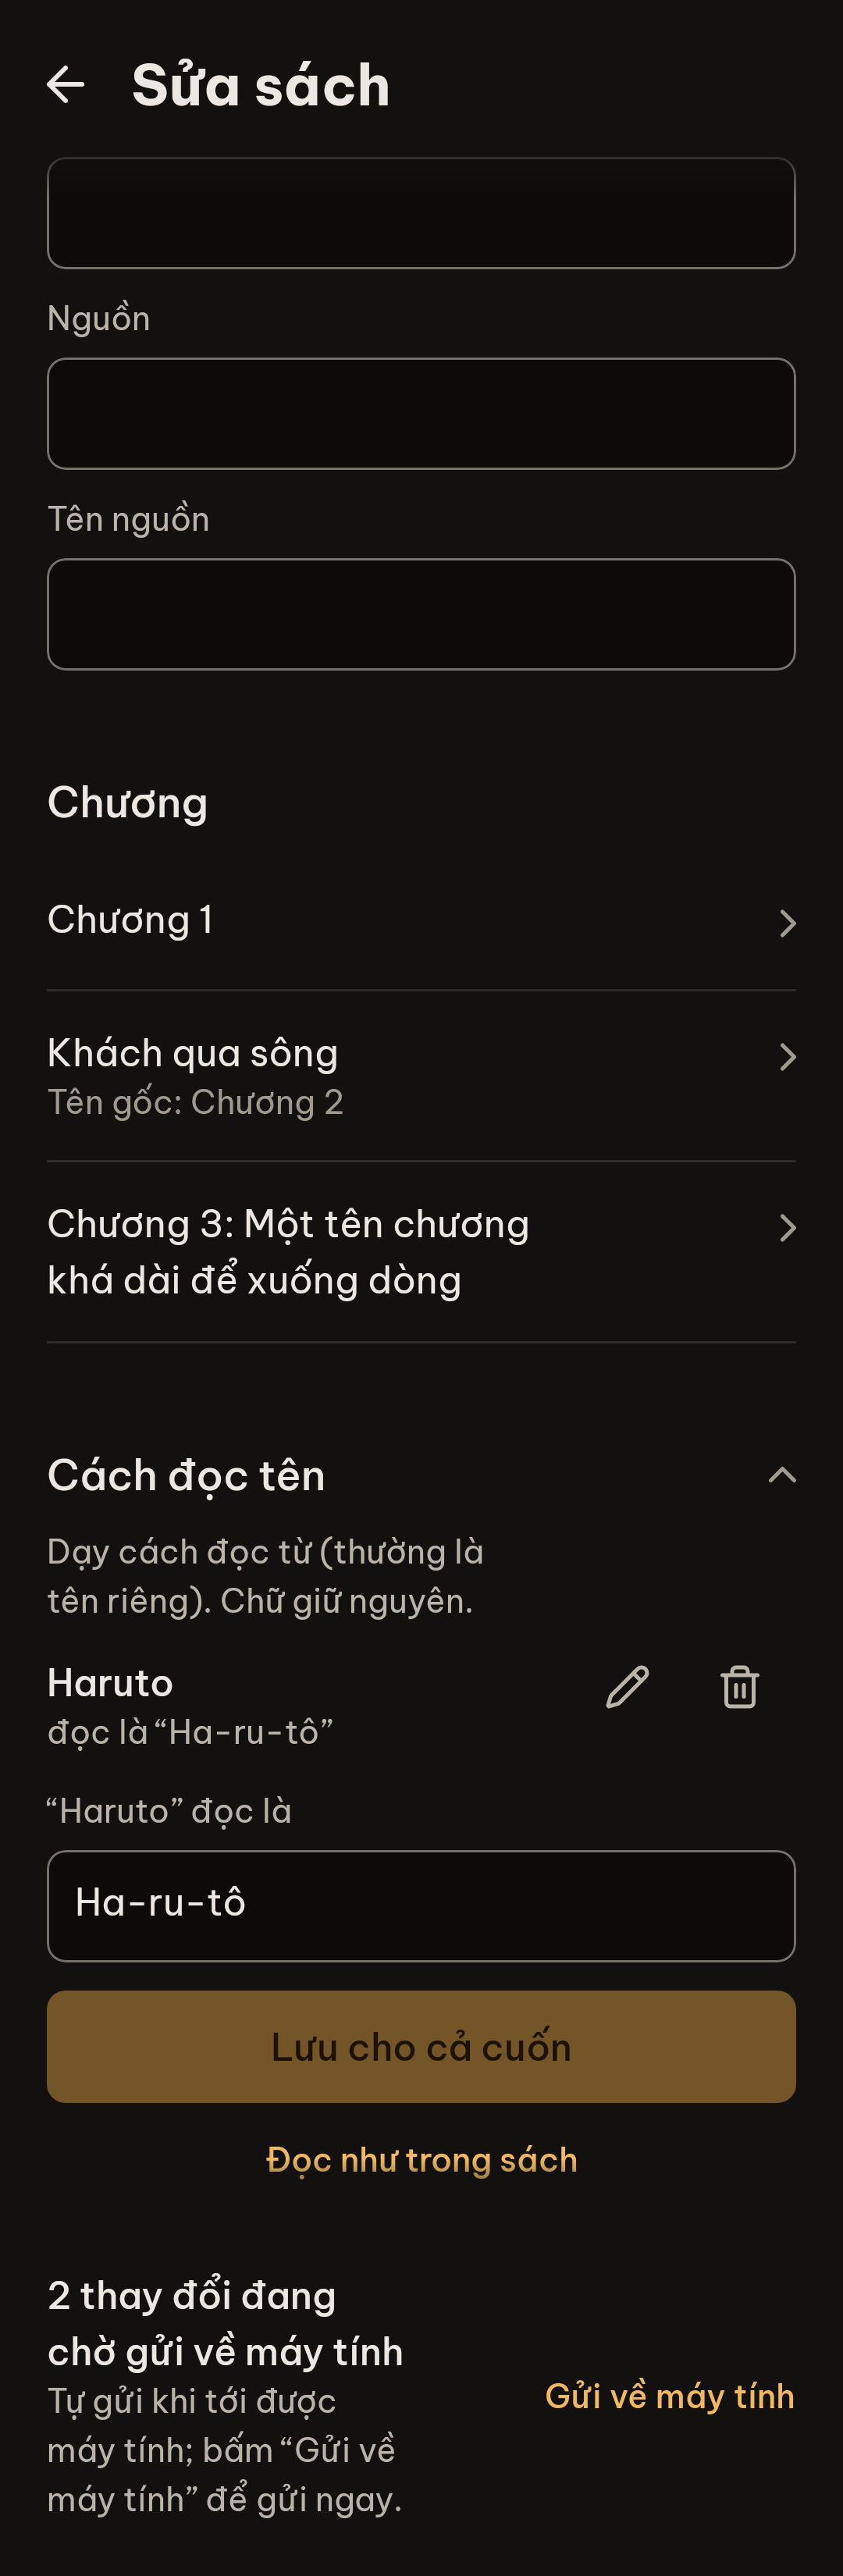 Sửa sách
Nguồn
Tên nguồn
Chương
Chương 1
Khách qua sông
Tên gốc: Chương 2
Chương 3: Một tên chương
khá dài để xuống dòng
Cách đọc tên
Dạy cách đọc từ (thường là
tên riêng). Chữ giữ nguyên.
Haruto
đọc là “Ha-ru-tô”
“Haruto” đọc là
Ha-ru-tô
Lưu cho cả cuốn
Đọc như trong sách
2 thay đổi đang
chờ gửi về máy tính
Tự gửi khi tới được
máy tính; bấm “Gửi về
máy tính” để gửi ngay.
Gửi về máy tính